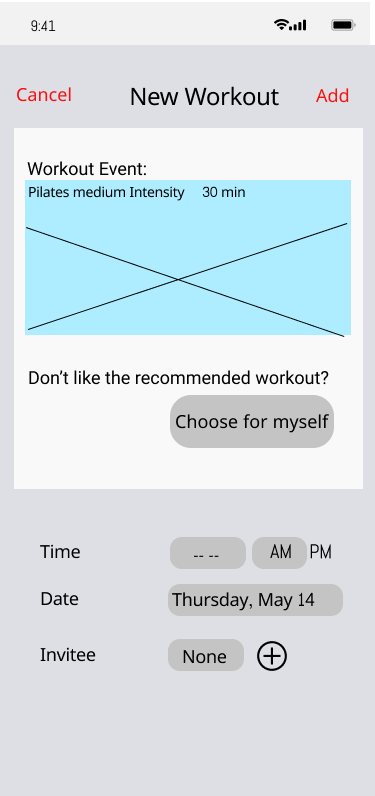 9:41
Cancel New Workout Add
Workout Event:
Pilates medium Intensity 30 min
Don't like the recommended workout?
Choose for myself
Time -- -- AM PM
Date Thursday, May 14
Invitee None